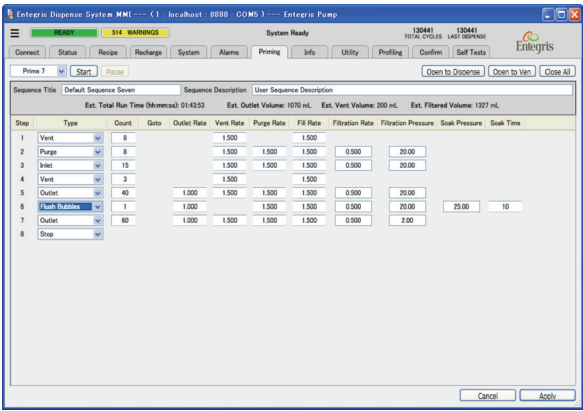 Entegris Dispense System MMI --- ( 1 : localhost : 8888 : COM5 ) --- Entegris Pump
READY 514 WARNINGS System Ready 130441 TOTAL CYCLES 130441 LAST DISPENSE
Entegris
Connect Status Recipe Recharge System Alarms Priming Info Utility Profiling Confirm Self Tests
Prime 7 Start Pause Open to Dispense Open to Ven Close All
Sequence Title Default Sequence Seven Sequence Description User Sequence Description
Est. Total Run Time (hh:mm:ss): 01:43:53 Est. Outlet Volume: 1070 mL Est. Vent Volume: 200 mL Est. Filtered Volume: 1327 mL
Step Type Count Goto Outlet Rate Vent Rate Purge Rate Fill Rate Filtration Rate Filtration Pressure Soak Pressure Soak Time
1 Vent 8 1.500 1.500
2 Purge 8 1.500 1.500 1.500 0.500 20.00
3 Inlet 15 1.500 1.500 1.500 0.500 20.00
4 Vent 3 1.500 1.500
5 Outlet 40 1.000 1.500 1.500 1.500 0.500 20.00
6 Flush Bubbles 1 1.000 1.500 1.500 0.500 20.00 25.00 10
7 Outlet 60 1.000 1.500 1.500 1.500 0.500 2.00
8 Stop
Cancel Apply